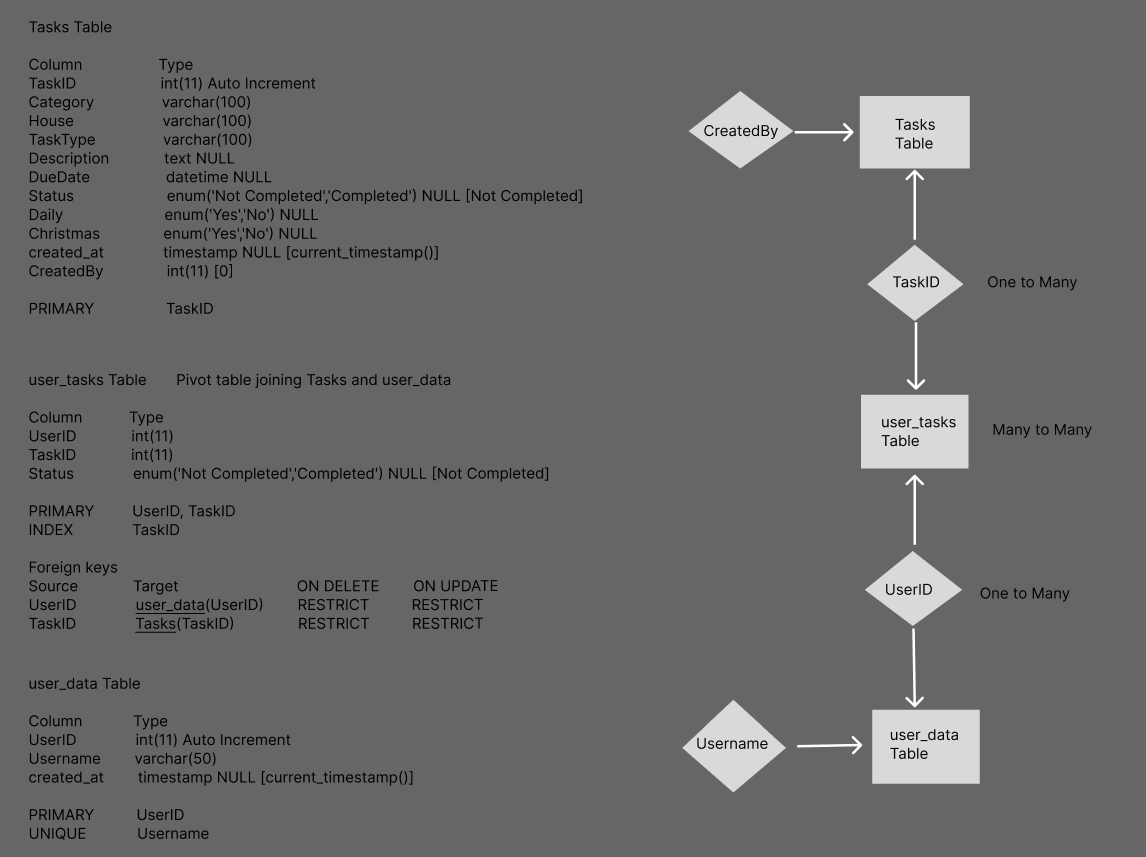 Tasks Table
Column Type
TaskID int(11) Auto Increment
Category varchar(100)
House varchar(100)
TaskType varchar(100)
Description text NULL
DueDate datetime NULL
Status enum('Not Completed','Completed') NULL [Not Completed]
Daily enum('Yes','No') NULL
Christmas enum('Yes','No') NULL
created_at timestamp NULL [current_timestamp()]
CreatedBy int(11) [0]
PRIMARY TaskID
user_tasks Table Pivot table joining Tasks and user_data
Column Type
UserID int(11)
TaskID int(11)
Status enum('Not Completed','Completed') NULL [Not Completed]
PRIMARY UserID, TaskID
INDEX TaskID
Foreign keys
Source Target ON DELETE ON UPDATE
UserID user_data(UserID) RESTRICT RESTRICT
TaskID Tasks(TaskID) RESTRICT RESTRICT
user_data Table
Column Type
UserID int(11) Auto Increment
Username varchar(50)
created_at timestamp NULL [current_timestamp()]
PRIMARY UserID
UNIQUE Username
CreatedBy
Tasks
Table
TaskID
One to Many
user_tasks
Table
Many to Many
UserID
One to Many
Username
user_data
Table